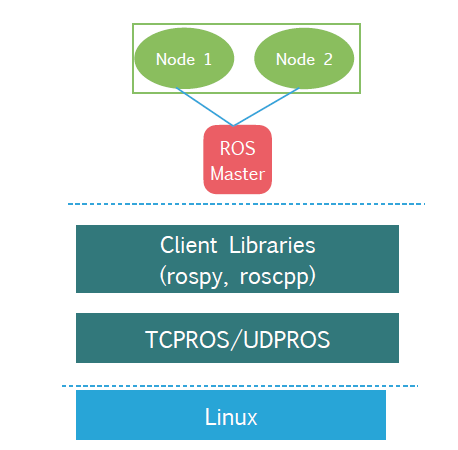 Node 1
Node 2
ROS
Master
Client Libraries
(rospy, roscpp)
TCPROS/UDPROS
Linux